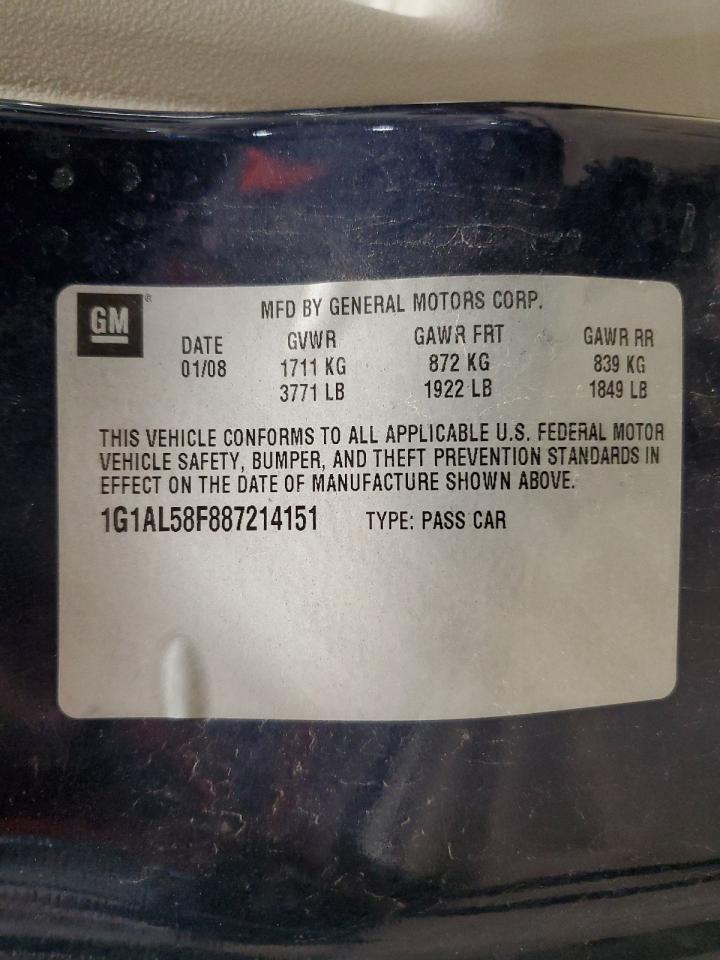 GM
MFD BY GENERAL MOTORS CORP.
DATE GVWR GAWR FRT GAWR RR
01/08 1711 KG 872 KG 839 KG
3771 LB 1922 LB 1849 LB
THIS VEHICLE CONFORMS TO ALL APPLICABLE U.S. FEDERAL MOTOR
VEHICLE SAFETY, BUMPER, AND THEFT PREVENTION STANDARDS IN
EFFECT ON THE DATE OF MANUFACTURE SHOWN ABOVE.
1G1AL58F887214151 TYPE: PASS CAR